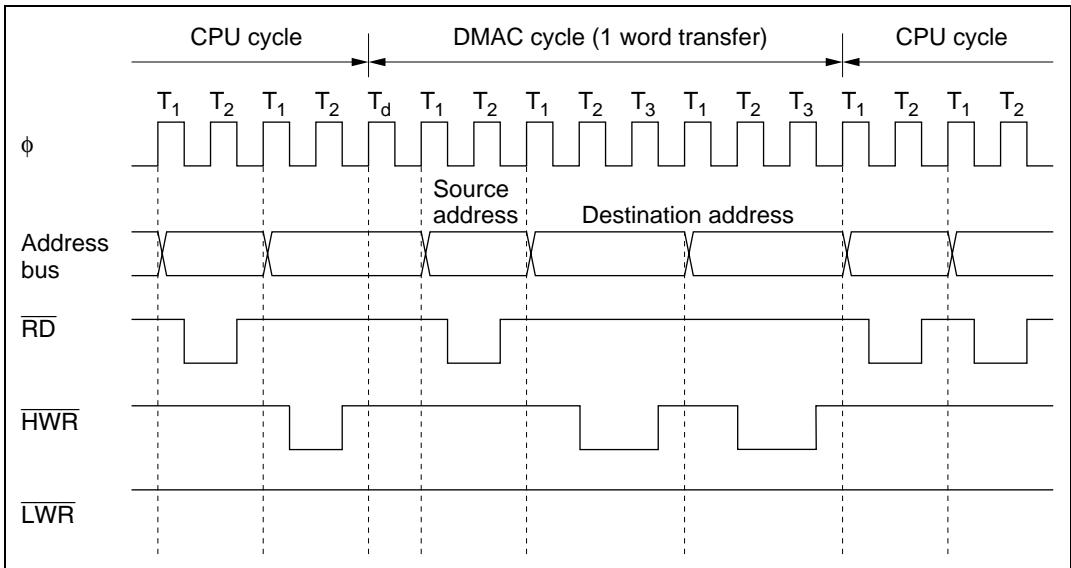 CPU cycle DMAC cycle (1 word transfer) CPU cycle
T1 T2 T1 T2 Td T1 T2 T1 T2 T3 T1 T2 T3 T1 T2 T1 T2
ϕ
Source
address Destination address
Address
bus
RD
HWR
LWR